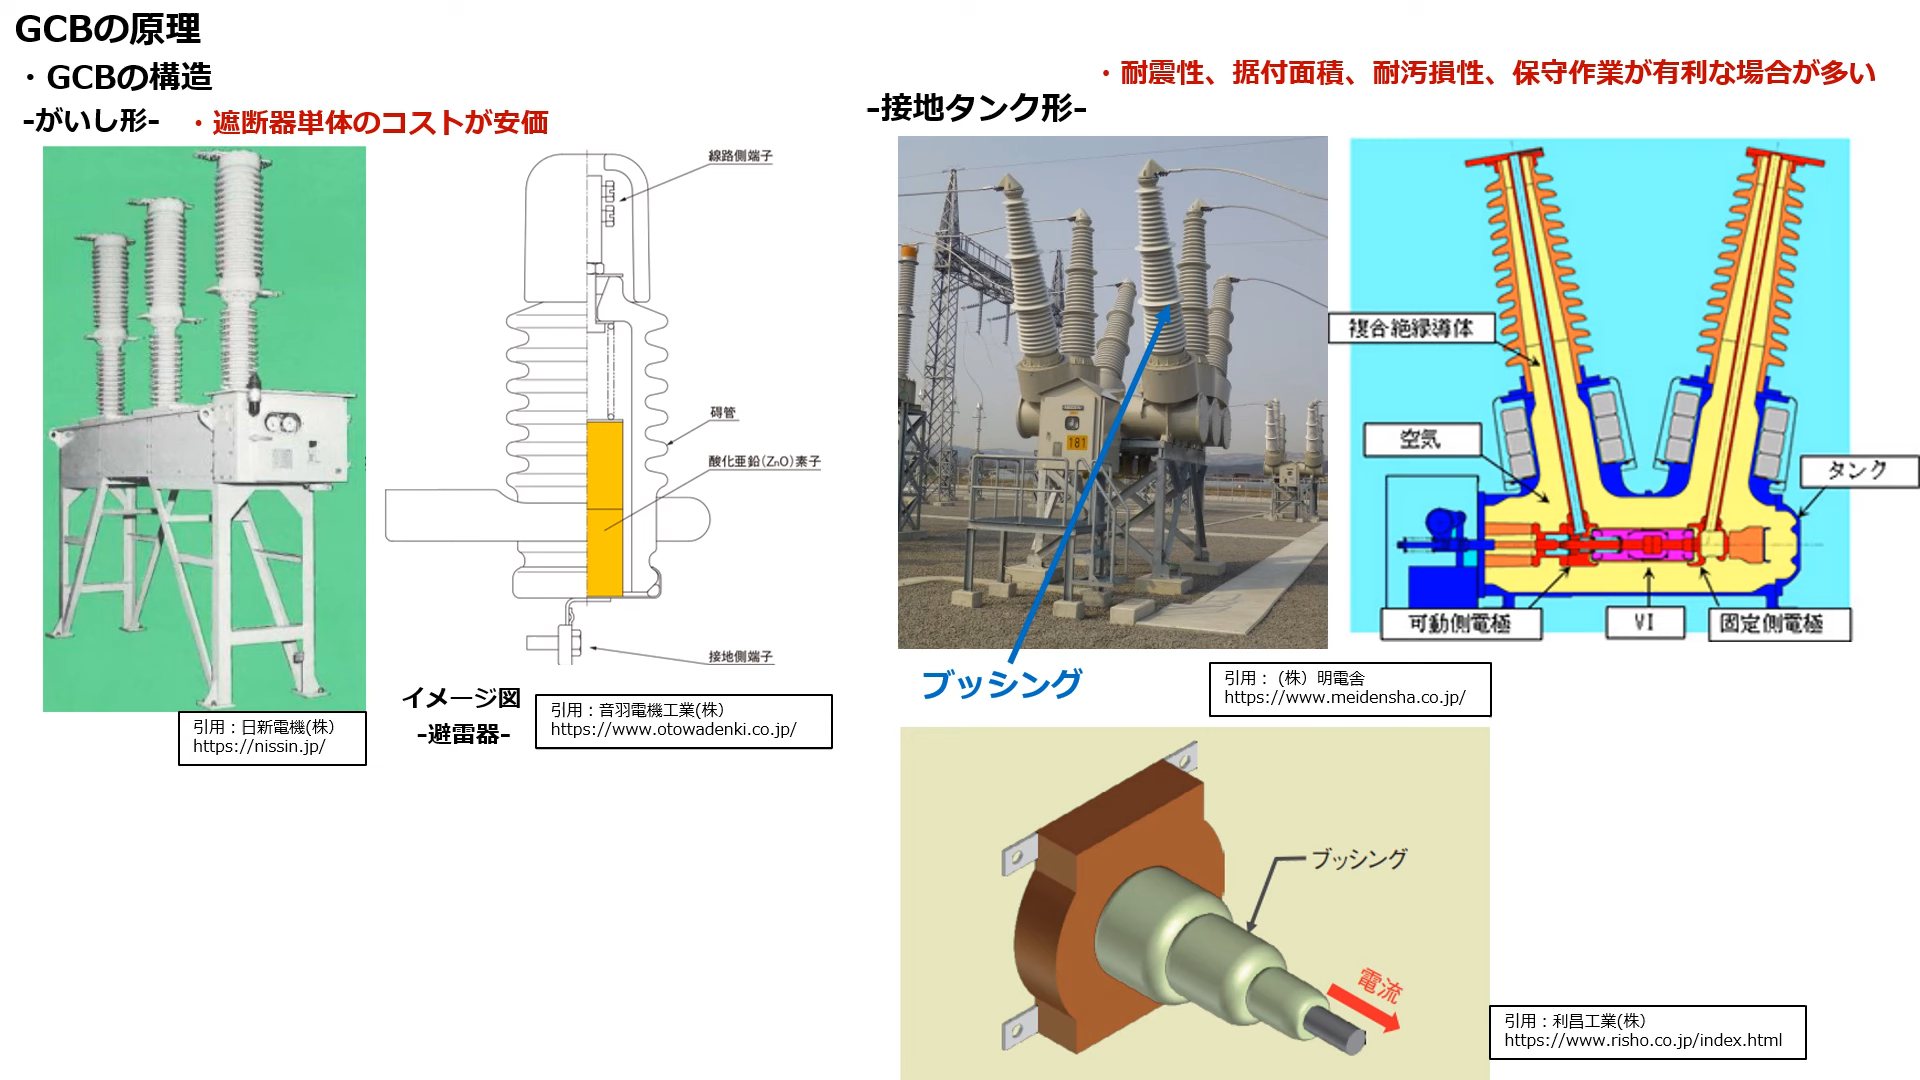 GCBの原理
・GCBの構造
-がいし形-
・遮断器単体のコストが安価
線路側端子
碍管
酸化亜鉛(ZnO)素子
接地側端子
イメージ図
-避雷器-
引用：日新電機(株)
https://nissin.jp/
引用：音羽電機工業(株)
https://www.otowadenki.co.jp/
・耐震性、据付面積、耐汚損性、保守作業が有利な場合が多い
-接地タンク形-
181
ブッシング
複合絶縁導体
空気
タンク
可動側電極
VI
固定側電極
引用：（株）明電舎
https://www.meidensha.co.jp/
ブッシング
電流
引用：利昌工業(株)
https://www.risho.co.jp/index.html